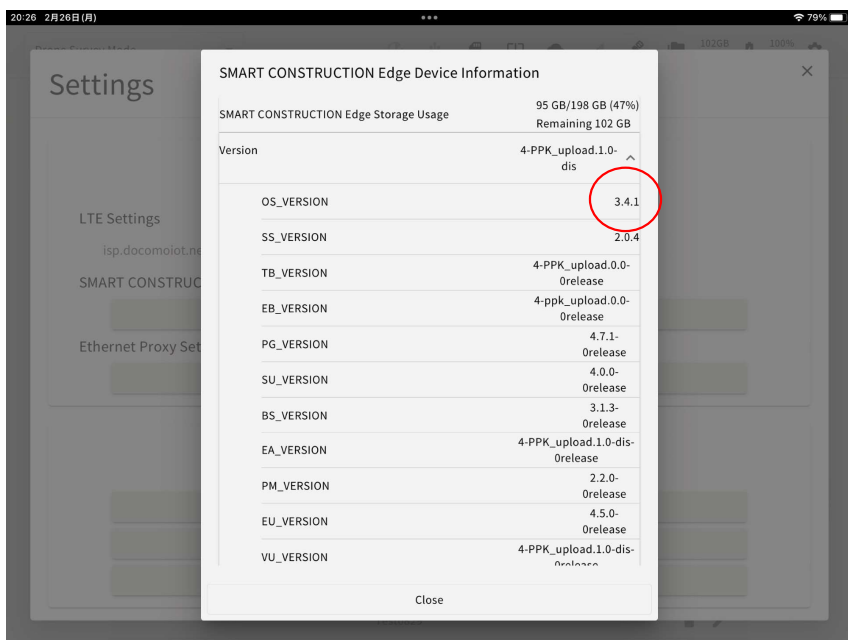 20:26 2月26日(月)
79%
Drone Survey Mode
102GB
100%
Settings
SMART CONSTRUCTION Edge Device Information
SMART CONSTRUCTION Edge Storage Usage
95 GB/198 GB (47%)
Remaining 102 GB
Version
4-PPK_upload.1.0-
dis
OS_VERSION
3.4.1
SS_VERSION
2.0.4
TB_VERSION
4-PPK_upload.0.0-
0release
EB_VERSION
4-ppk_upload.0.0-
0release
PG_VERSION
4.7.1-
0release
SU_VERSION
4.0.0-
0release
BS_VERSION
3.1.3-
0release
EA_VERSION
4-PPK_upload.1.0-dis-
0release
PM_VERSION
2.2.0-
0release
EU_VERSION
4.5.0-
0release
VU_VERSION
4-PPK_upload.1.0-dis-
0release
Close
LTE Settings
isp.docomoiot.ne
SMART CONSTRUC
Ethernet Proxy Set